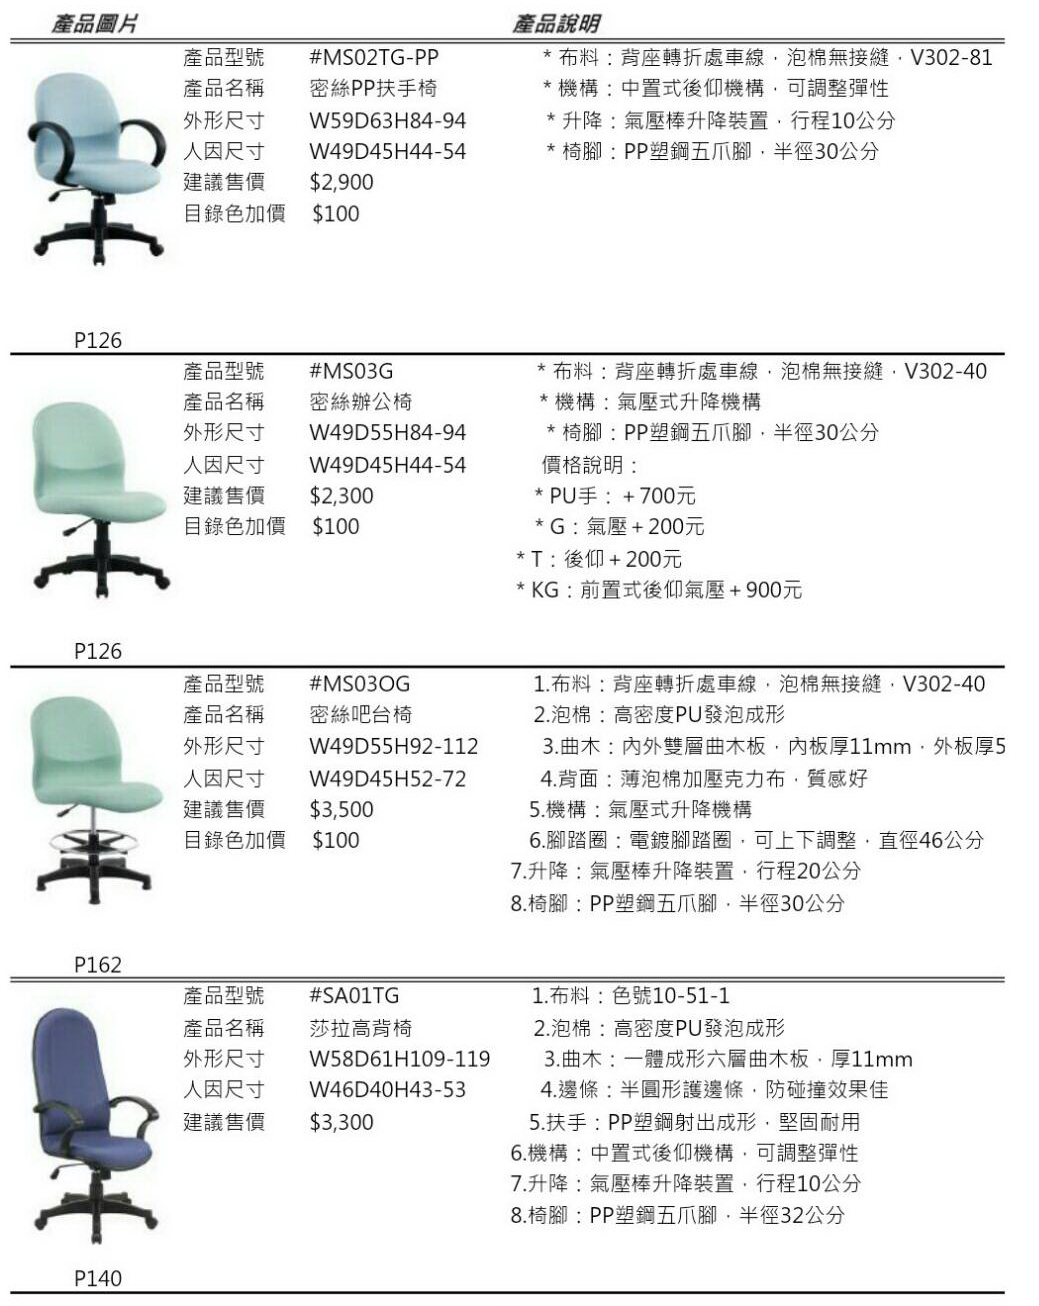 產品圖片 產品說明
產品型號 #MS02TG-PP * 布料：背座轉折處車線，泡棉無接縫，V302-81
產品名稱 密絲PP扶手椅 * 機構：中置式後仰機構，可調整彈性
外形尺寸 W59D63H84-94 * 升降：氣壓棒升降裝置，行程10公分
人因尺寸 W49D45H44-54 * 椅腳：PP塑鋼五爪腳，半徑30公分
建議售價 $2,900
目錄色加價 $100
P126
產品型號 #MS03G * 布料：背座轉折處車線，泡棉無接縫，V302-40
產品名稱 密絲辦公椅 * 機構：氣壓式升降機構
外形尺寸 W49D55H84-94 * 椅腳：PP塑鋼五爪腳，半徑30公分
人因尺寸 W49D45H44-54 價格說明：
建議售價 $2,300 * PU手：+700元
目錄色加價 $100 * G：氣壓+200元
* T：後仰+200元
* KG：前置式後仰氣壓+900元
P126
產品型號 #MS03OG 1.布料：背座轉折處車線，泡棉無接縫，V302-40
產品名稱 密絲吧台椅 2.泡棉：高密度PU發泡成形
外形尺寸 W49D55H92-112 3.曲木：內外雙層曲木板，內板厚11mm，外板厚5
人因尺寸 W49D45H52-72 4.背面：薄泡棉加壓克力布，質感好
建議售價 $3,500 5.機構：氣壓式升降機構
目錄色加價 $100 6.腳踏圈：電鍍腳踏圈，可上下調整，直徑46公分
7.升降：氣壓棒升降裝置，行程20公分
8.椅腳：PP塑鋼五爪腳，半徑30公分
P162
產品型號 #SA01TG 1.布料：色號10-51-1
產品名稱 莎拉高背椅 2.泡棉：高密度PU發泡成形
外形尺寸 W58D61H109-119 3.曲木：一體成形六層曲木板，厚11mm
人因尺寸 W46D40H43-53 4.邊條：半圓形護邊條，防碰撞效果佳
建議售價 $3,300 5.扶手：PP塑鋼射出成形，堅固耐用
6.機構：中置式後仰機構，可調整彈性
7.升降：氣壓棒升降裝置，行程10公分
8.椅腳：PP塑鋼五爪腳，半徑32公分
P140